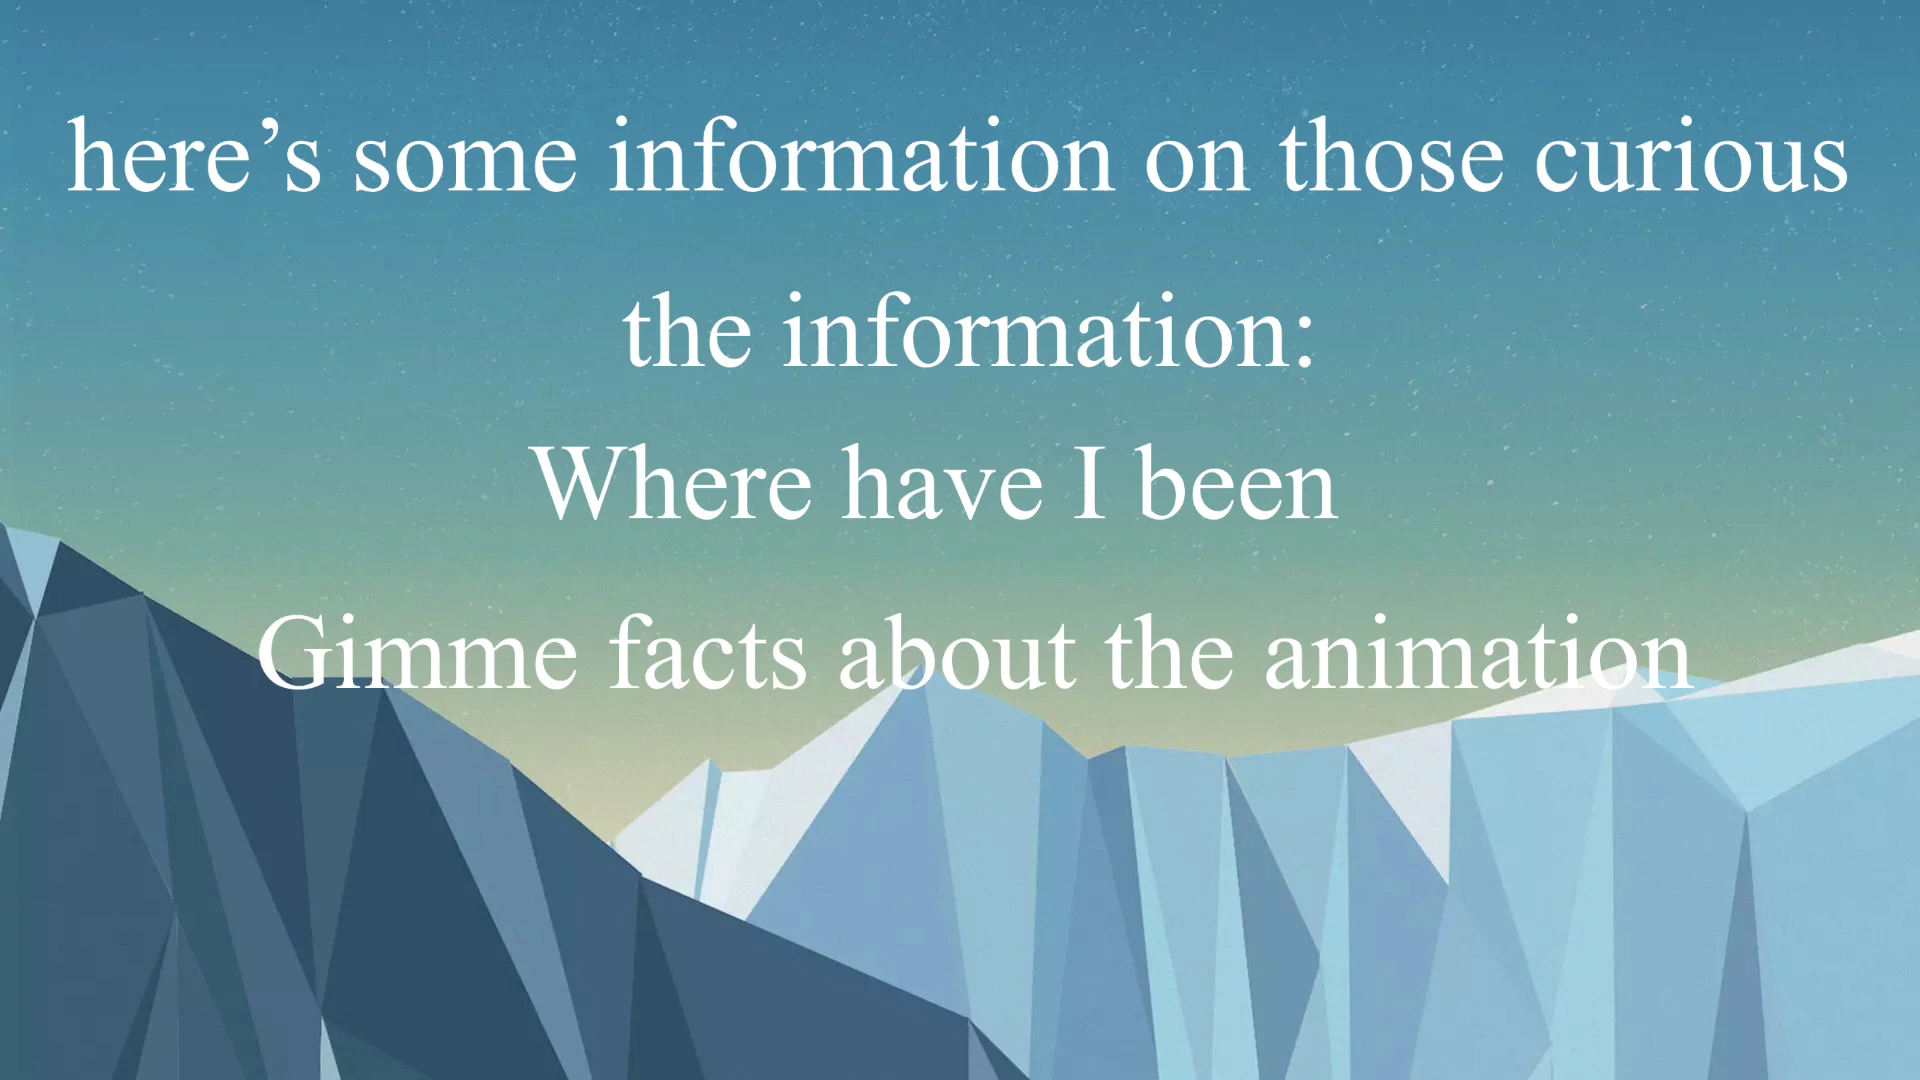 here’s some information on those curious
the information:
Where have I been
Gimme facts about the animation